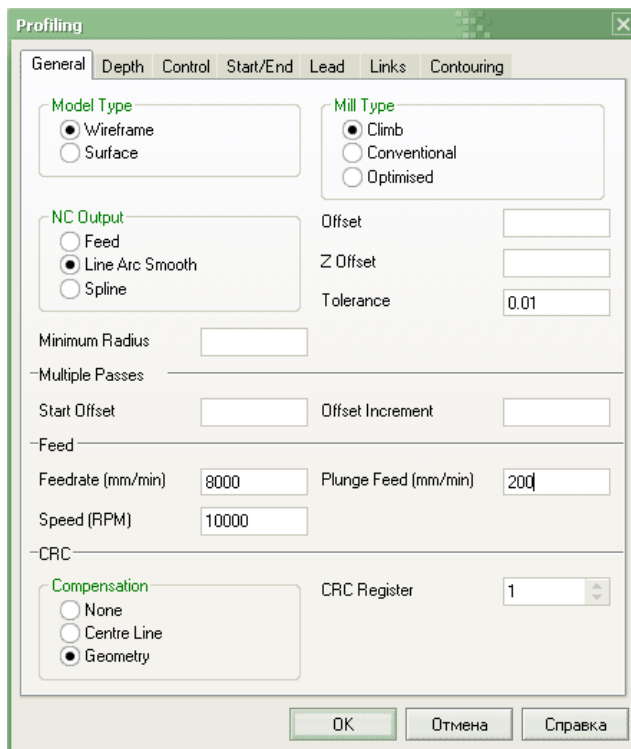 Profiling
General Depth Control Start/End Lead Links Contouring
Model Type
Wireframe
Surface
Mill Type
Climb
Conventional
Optimised
NC Output
Feed
Line Arc Smooth
Spline
Offset
Z Offset
Tolerance 0.01
Minimum Radius
Multiple Passes
Start Offset Offset Increment
Feed
Feedrate (mm/min) 8000 Plunge Feed (mm/min) 200
Speed (RPM) 10000
CRC
Compensation
None
Centre Line
Geometry
CRC Register 1
OK Отмена Справка